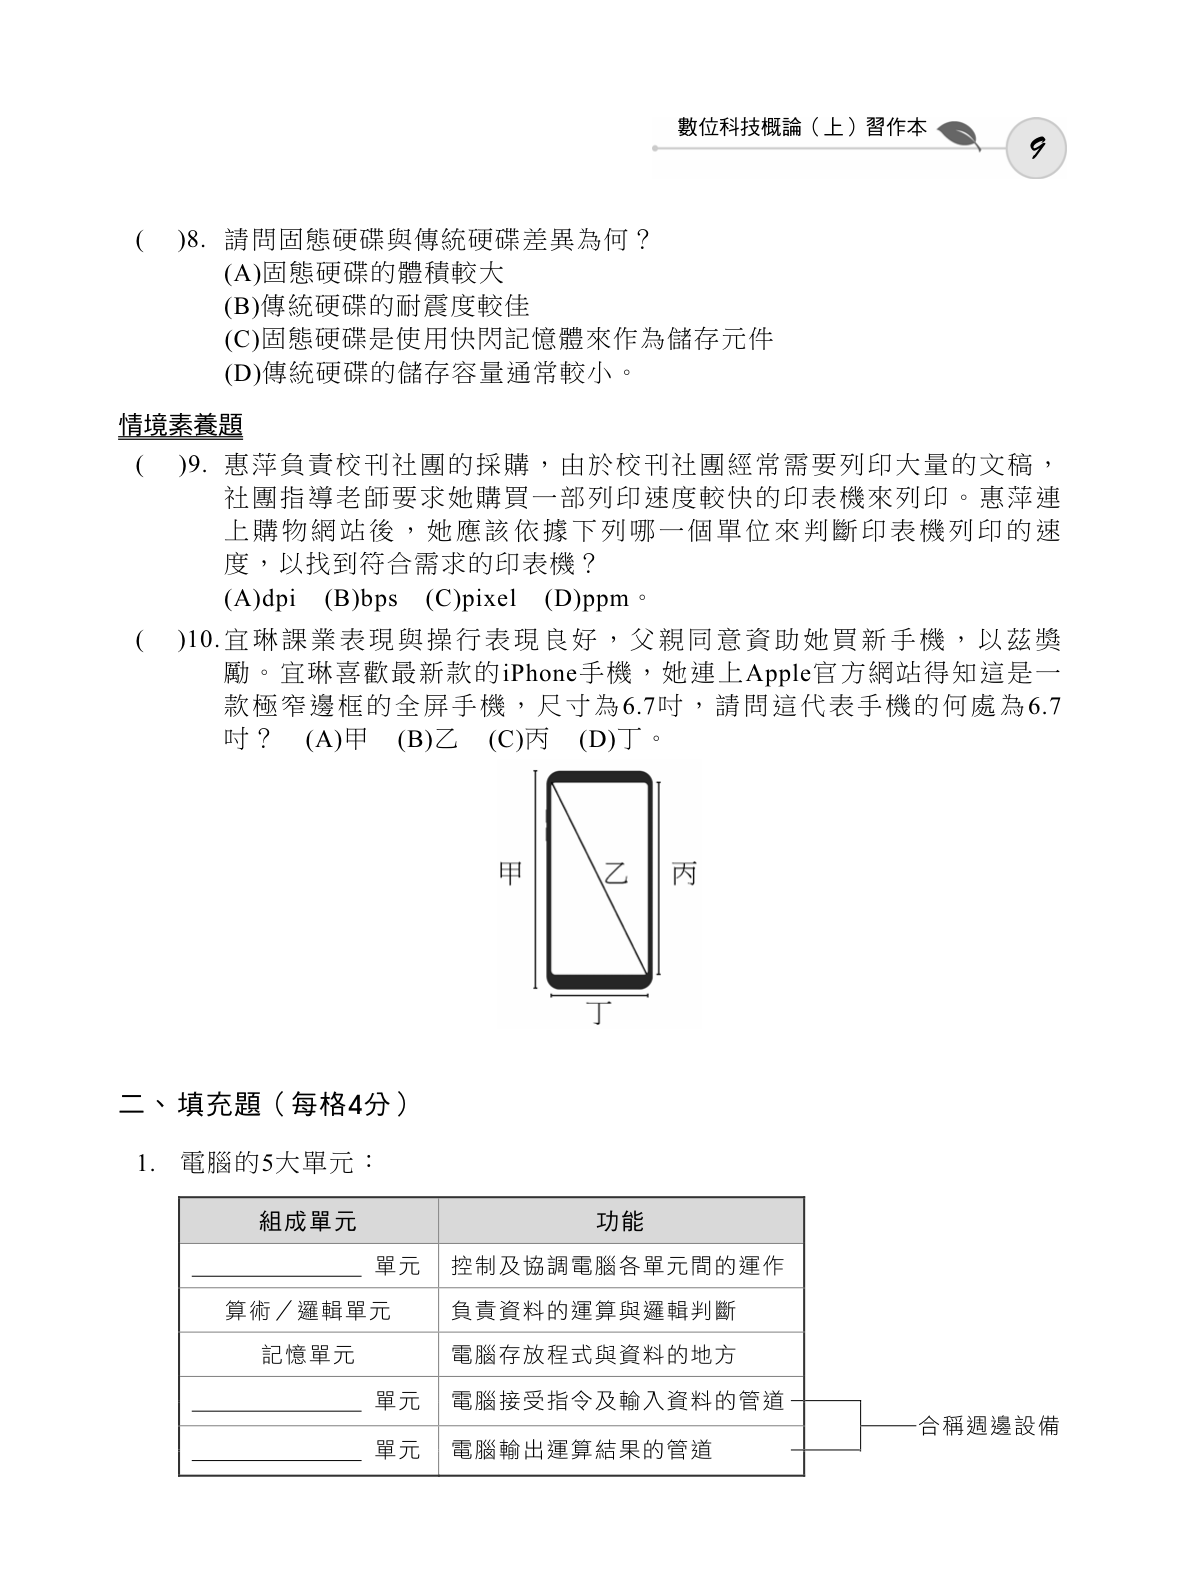 數位科技概論（上）習作本
9
(　)8. 請問固態硬碟與傳統硬碟差異為何？
(A)固態硬碟的體積較大
(B)傳統硬碟的耐震度較佳
(C)固態硬碟是使用快閃記憶體來作為儲存元件
(D)傳統硬碟的儲存容量通常較小。
情境素養題
(　)9. 惠萍負責校刊社團的採購，由於校刊社團經常需要列印大量的文稿，
社團指導老師要求她購買一部列印速度較快的印表機來列印。惠萍連
上購物網站後，她應該依據下列哪一個單位來判斷印表機列印的速
度，以找到符合需求的印表機？
(A)dpi　(B)bps　(C)pixel　(D)ppm。
(　)10. 宜琳課業表現與操行表現良好，父親同意資助她買新手機，以茲獎
勵。宜琳喜歡最新款的iPhone手機，她連上Apple官方網站得知這是一
款極窄邊框的全屏手機，尺寸為6.7吋，請問這代表手機的何處為6.7
吋？　(A)甲　(B)乙　(C)丙　(D)丁。
甲　乙　丙
丁
二、填充題（每格4分）
1. 電腦的5大單元：
組成單元　功能
＿＿＿＿＿＿ 單元　控制及協調電腦各單元間的運作
算術／邏輯單元　負責資料的運算與邏輯判斷
記憶單元　電腦存放程式與資料的地方
＿＿＿＿＿＿ 單元　電腦接受指令及輸入資料的管道
合稱週邊設備
＿＿＿＿＿＿ 單元　電腦輸出運算結果的管道